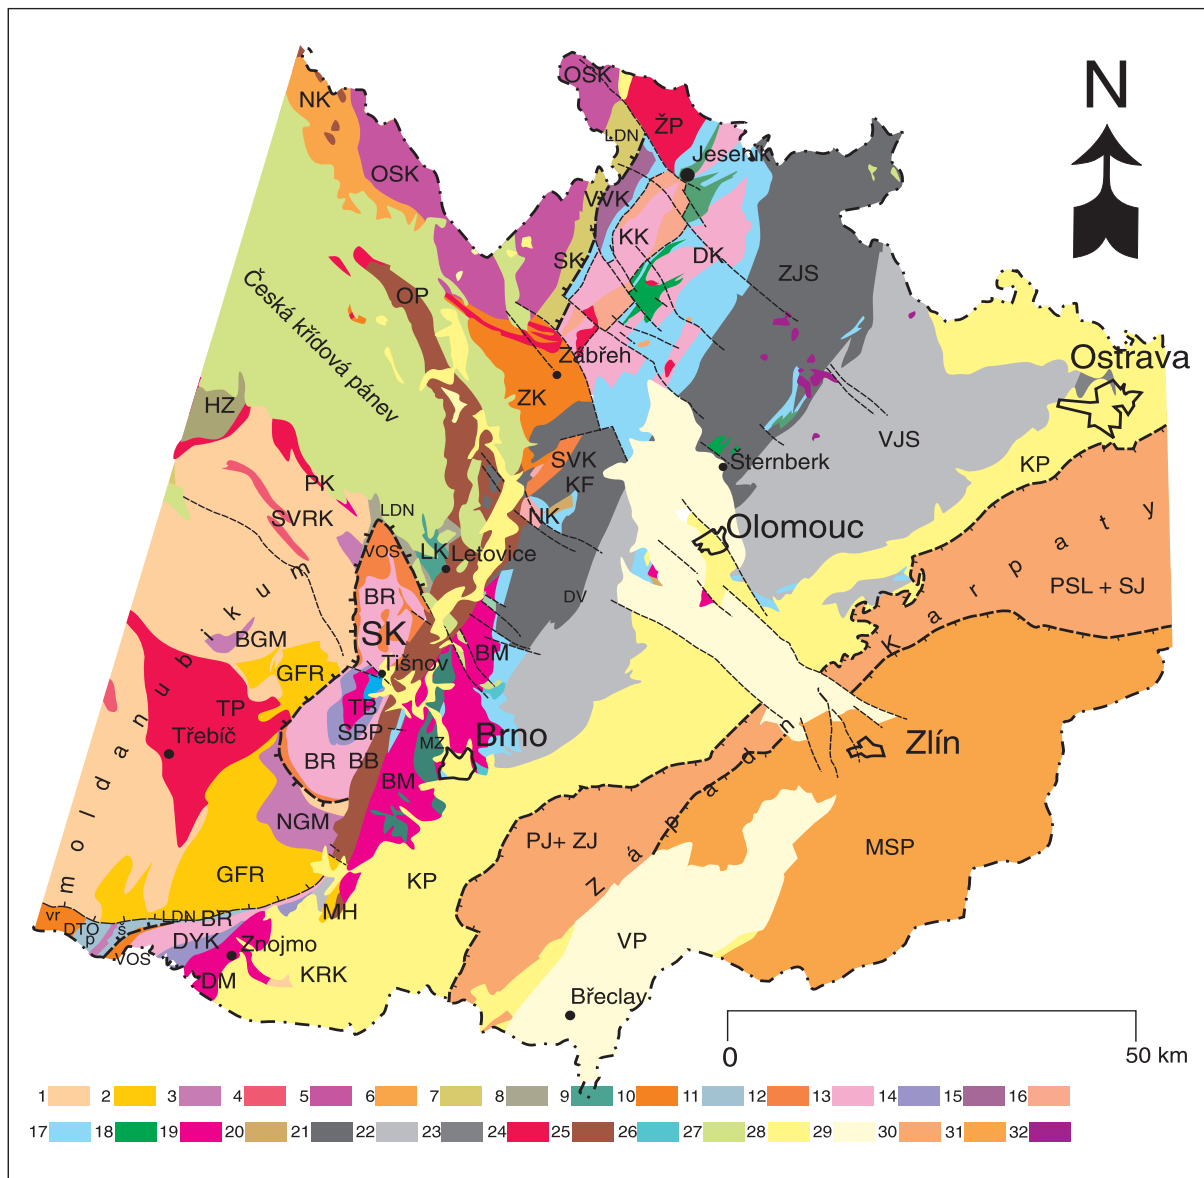 N
OSK
NK
ŽP
LDN
Jeseník
OSK
VVK
KK
SK
DK
ZJS
OP
Česká křídová pánev
Zábřeh
Ostrava
HZ
ZK
VJS
SVK
KP
Šternberk
PK
KF
LDN
NK
SVRK
Olomouc
VOS
LK
Letovice
BR
DV
PSL + SJ
SK
BGM
BM
GFR
Tišnov
TP
TB
Třebíč
SBP
MZ
Brno
Zlín
BR
BB
BM
moldanubikum
Západní Karpaty
NGM
PJ+ ZJ
MSP
GFR
KP
MH
vr
DTO
p
š
LDN
BR
VOS
DYK
Znojmo
VP
DM
KRK
Břeclav
0
50 km
1 2 3 4 5 6 7 8 9 10 11 12 13 14 15 16
17 18 19 20 21 22 23 24 25 26 27 28 29 30 31 32